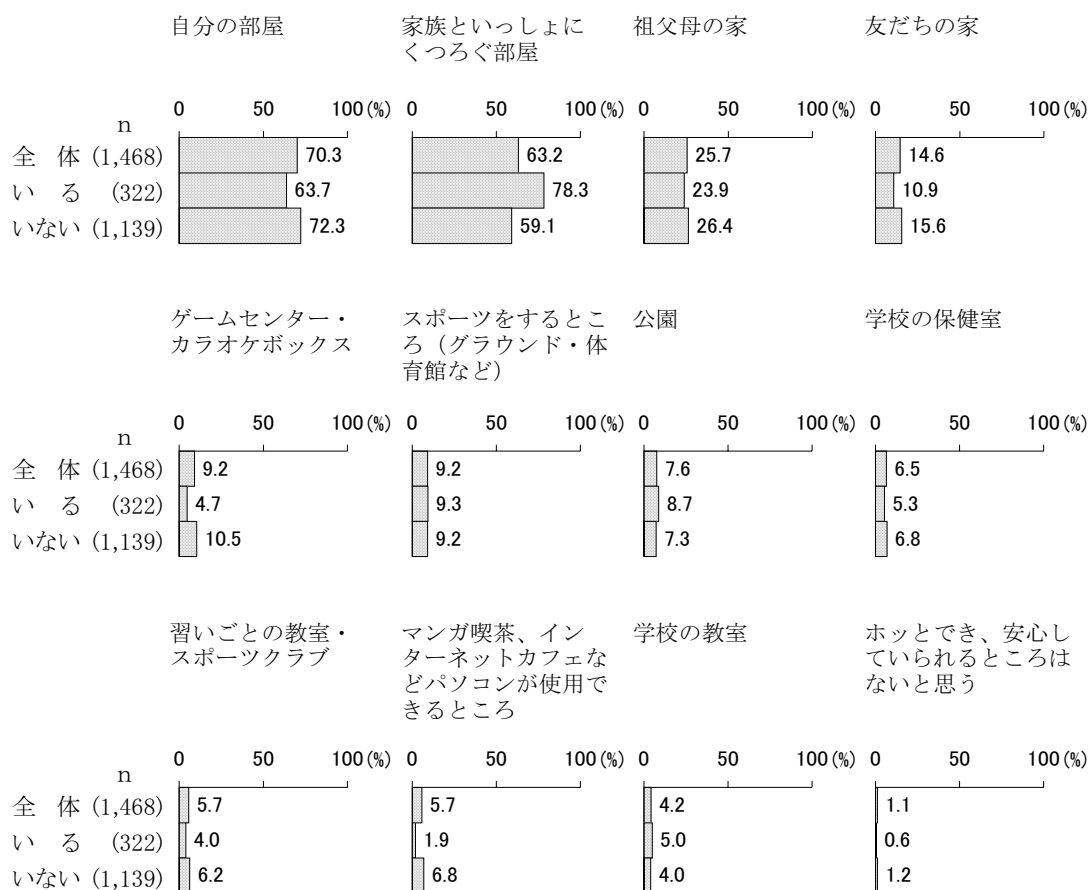 自分の部屋
家族といっしょに
くつろぐ部屋
祖父母の家
友だちの家
0 50 100(%) 0 50 100(%) 0 50 100(%) 0 50 100(%)
n
全 体 (1,468) 70.3 63.2 25.7 14.6
い る (322) 63.7 78.3 23.9 10.9
いない (1,139) 72.3 59.1 26.4 15.6
ゲームセンター・
カラオケボックス
スポーツをするとこ
ろ（グラウンド・体
育館など）
公園
学校の保健室
0 50 100(%) 0 50 100(%) 0 50 100(%) 0 50 100(%)
n
全 体 (1,468) 9.2 9.2 7.6 6.5
い る (322) 4.7 9.3 8.7 5.3
いない (1,139) 10.5 9.2 7.3 6.8
習いごとの教室・
スポーツクラブ
マンガ喫茶、イン
ターネットカフェな
どパソコンが使用で
きるところ
学校の教室
ホッとでき、安心し
ていられるところは
ないと思う
0 50 100(%) 0 50 100(%) 0 50 100(%) 0 50 100(%)
n
全 体 (1,468) 5.7 5.7 4.2 1.1
い る (322) 4.0 1.9 5.0 0.6
いない (1,139) 6.2 6.8 4.0 1.2